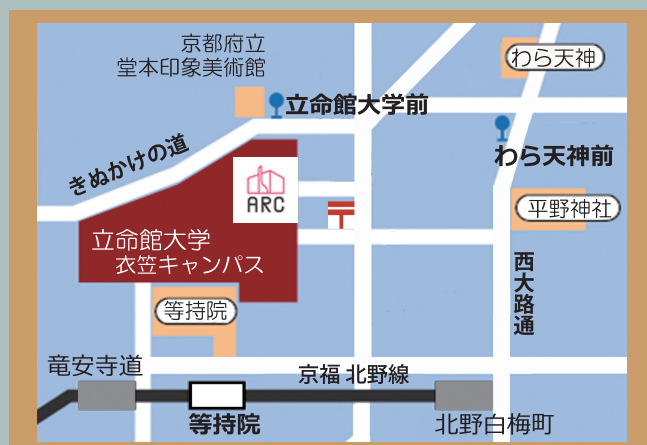 京都府立
堂本印象美術館
わら天神
立命館大学前
わら天神前
きぬかけの道
ARC
平野神社
立命館大学
衣笠キャンパス
西大路通
等持院
竜安寺道
京福 北野線
等持院
北野白梅町